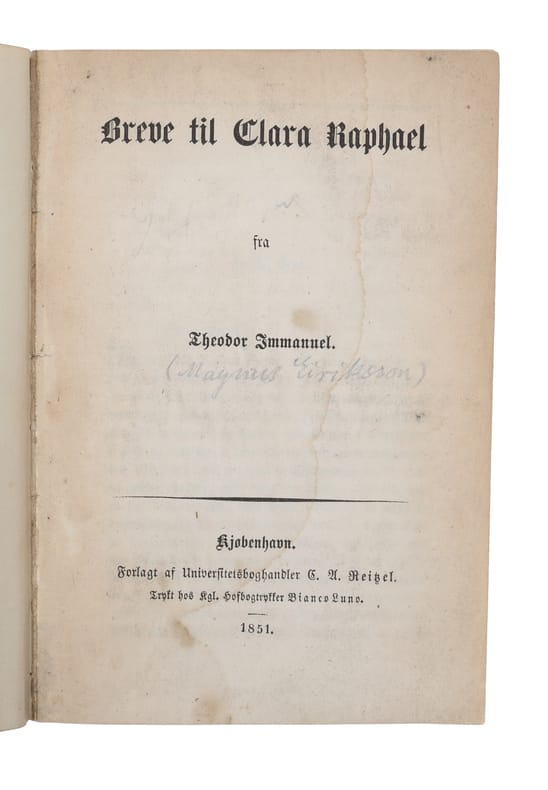 Breve til Clara Raphael
fra
Theodor Immanuel.
(Magnus Eiriksson)
Kjøbenhavn.
Forlagt af Universitetsboghandler C. A. Reitzel.
Trykt hos Kgl. Hofbogtrykker Bianco Luno.
1851.